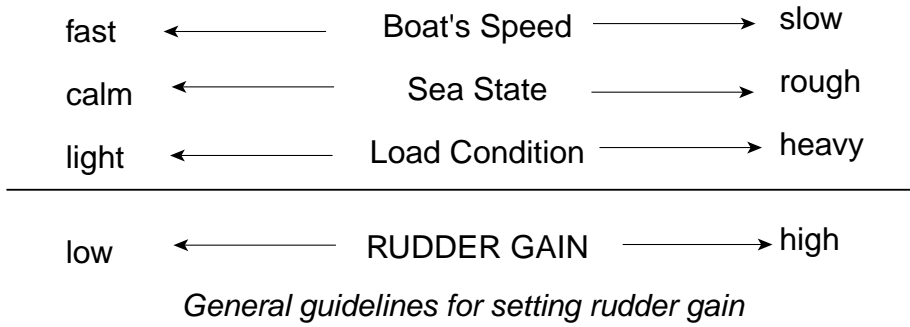 fast Boat's Speed slow
calm Sea State rough
light Load Condition heavy
low RUDDER GAIN high
General guidelines for setting rudder gain